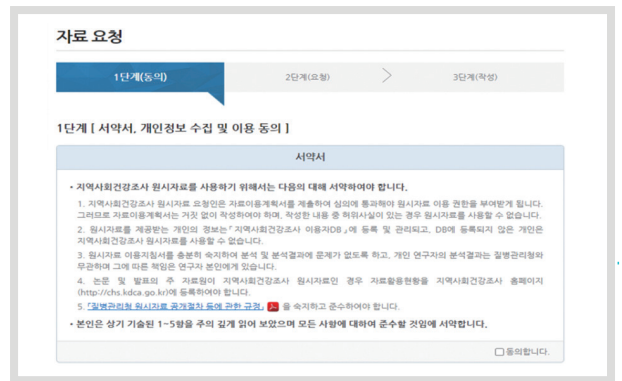 자료 요청
1단계(동의) 2단계(요청) 3단계(작성)
1단계 [ 서약서, 개인정보 수집 및 이용 동의 ]
서약서
• 지역사회건강조사 원시자료를 사용하기 위해서는 다음의 대해 서약하여야 합니다.
1. 지역사회건강조사 원시자료 요청인은 자료이용계획서를 제출하여 심의에 통과해야 원시자료 이용 권한을 부여받게 됩니다.
그러므로 자료이용계획서는 거짓 없이 작성하여야 하며, 작성한 내용 중 허위사실이 있는 경우 원시자료를 사용할 수 없습니다.
2. 원시자료를 제공받는 개인의 정보는「지역사회건강조사 이용자DB」에 등록 및 관리되고, DB에 등록되지 않은 개인은
지역사회건강조사 원시자료를 사용할 수 없습니다.
3. 원시자료 이용지침서를 충분히 숙지하여 분석 및 분석결과에 문제가 없도록 하고, 개인 연구자의 분석결과는 질병관리청와
무관하며 그에 따른 책임은 연구자 본인에게 있습니다.
4. 논문 및 발표의 주 자료원이 지역사회건강조사 원시자료인 경우 자료활용현황을 지역사회건강조사 홈페이지
(http://chs.kdca.go.kr)에 등록하여야 합니다.
5. 「질병관리청 원시자료 공개절차 등에 관한 규정」 을 숙지하고 준수하여야 합니다.
• 본인은 상기 기술된 1~5항을 주의 깊게 읽어 보았으며 모든 사항에 대하여 준수할 것임에 서약합니다.
동의합니다.